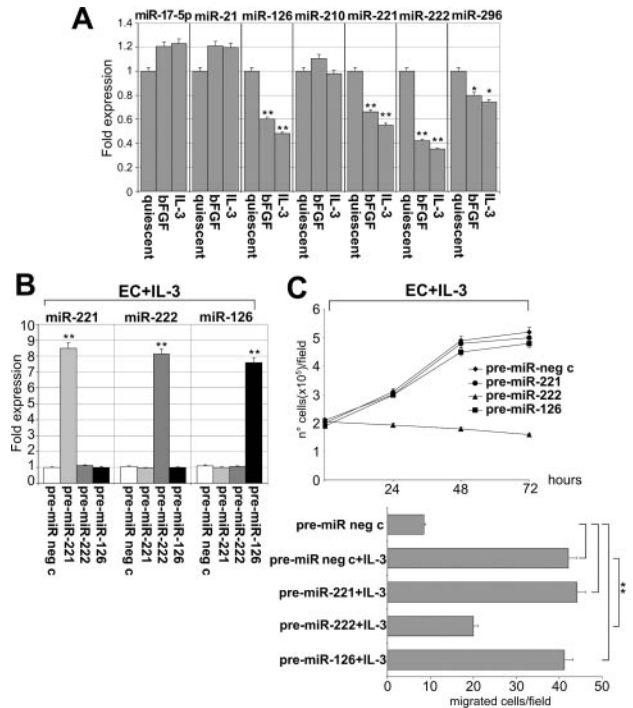 A
miR-17-5p miR-21 miR-126 miR-210 miR-221 miR-222 miR-296
Fold expression
1.4
1.2
1
0.8
0.6
0.4
0.2
0
** ** ** ** ** ** * *
quiescent bFGF IL-3 quiescent bFGF IL-3 quiescent bFGF IL-3 quiescent bFGF IL-3 quiescent bFGF IL-3 quiescent bFGF IL-3 quiescent bFGF IL-3
B
EC+IL-3
miR-221 miR-222 miR-126
** ** **
Fold expression
10
9
8
7
6
5
4
3
2
1
0
pre-miR neg c pre-miR-221 pre-miR-222 pre-miR-126 pre-miR neg c pre-miR-221 pre-miR-222 pre-miR-126 pre-miR neg c pre-miR-221 pre-miR-222 pre-miR-126
C
EC+IL-3
n° cells(x10⁵)/field
6
5
4
3
2
1
0
pre-miR-neg c
pre-miR-221
pre-miR-222
pre-miR-126
24 48 72 hours
pre-miR neg c
pre-miR neg c+IL-3
pre-miR-221+IL-3
pre-miR-222+IL-3
pre-miR-126+IL-3
**
0 10 20 30 40 50
migrated cells/field